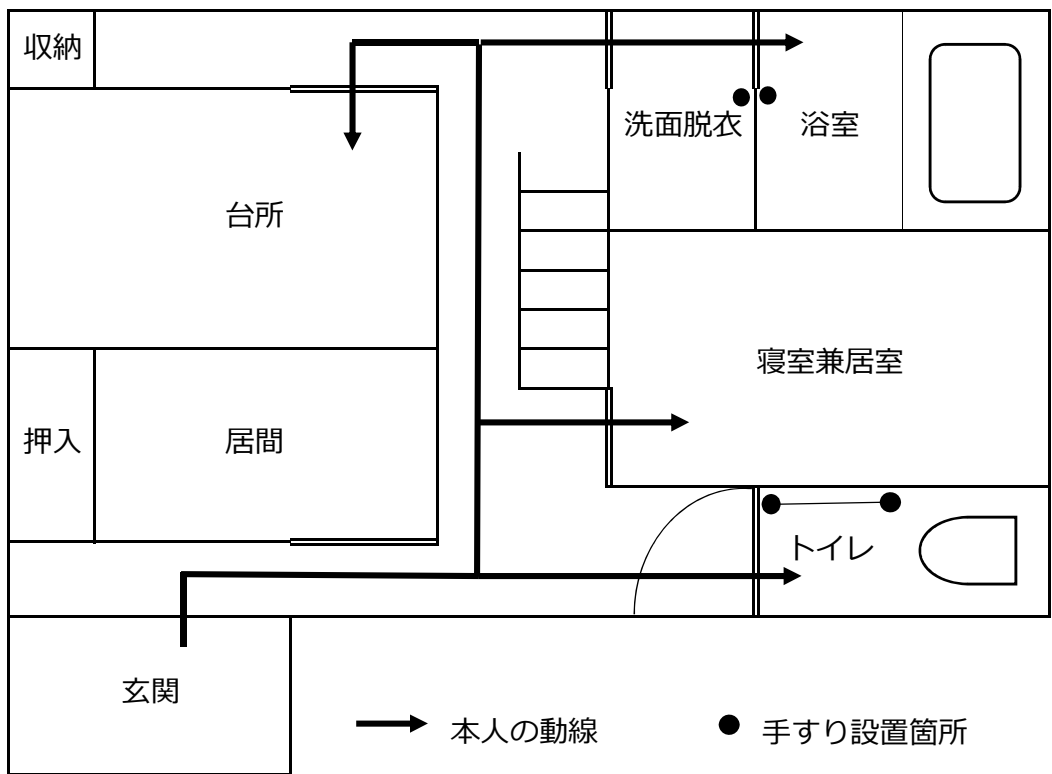 収納
洗面脱衣
浴室
台所
寝室兼居室
押入
居間
トイレ
玄関
本人の動線
手すり設置箇所